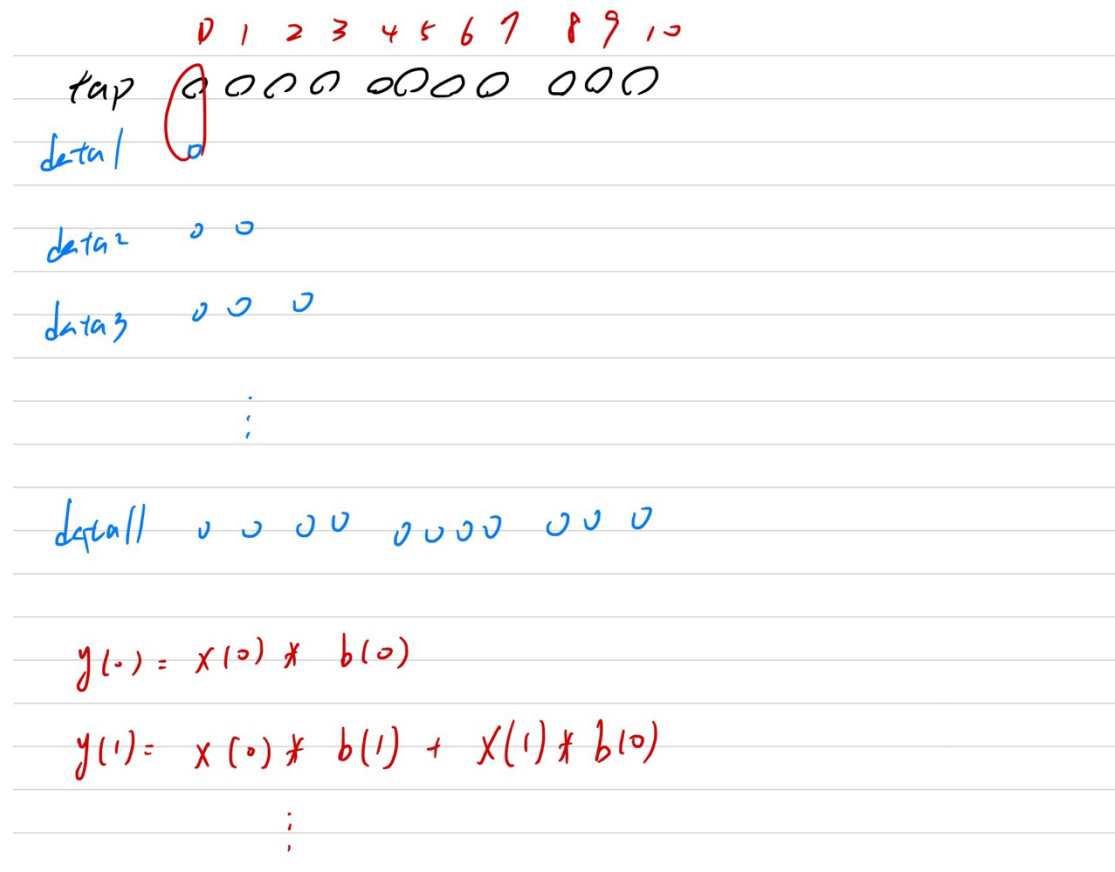 0 1 2 3 4 5 6 7 8 9 10
tap 0 0 0 0 0 0 0 0 0 0 0
data1 0
data2 0 0
data3 0 0 0
⋮
data11 0 0 0 0 0 0 0 0 0 0 0
y(0) = x(0) * b(0)
y(1) = x(0) * b(1) + x(1) * b(0)
⋮